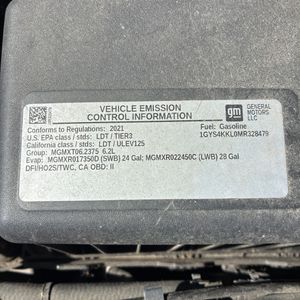 VEHICLE EMISSION
CONTROL INFORMATION
gm
GENERAL
MOTORS
LLC
Conforms to Regulations: 2021
Fuel: Gasoline
U.S. EPA class / stds: LDT / TIER3
1GYS4KKL0MR328479
California class / stds: LDT / ULEV125
Group: MGMXT06.2375 6.2L
Evap: MGMXR017350D (SWB) 24 Gal; MGMXR022450C (LWB) 28 Gal
DFI/HO2S/TWC, CA OBD: II